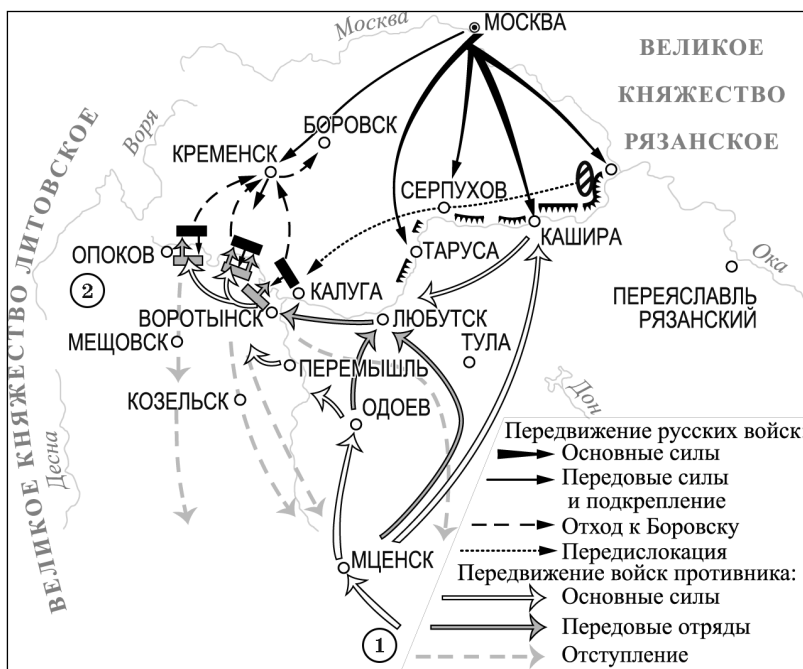 Москва
МОСКВА
ВЕЛИКОЕ
КНЯЖЕСТВО
РЯЗАНСКОЕ
Воря
БОРОВСК
КРЕМЕНСК
ВЕЛИКОЕ КНЯЖЕСТВО ЛИТОВСКОЕ
СЕРПУХОВ
КАШИРА
ТАРУСА
ОПОКОВ
Ока
2
КАЛУГА
ПЕРЕЯСЛАВЛЬ
РЯЗАНСКИЙ
ВОРОТЫНСК
ЛЮБУТСК
МЕЩОВСК
ТУЛА
ПЕРЕМЫШЛЬ
Дон
КОЗЕЛЬСК
ОДОЕВ
Десна
МЦЕНСК
1
Передвижение русских войск:
Основные силы
Передовые силы
и подкрепление
Отход к Боровску
Передислокация
Передвижение войск противника:
Основные силы
Передовые отряды
Отступление